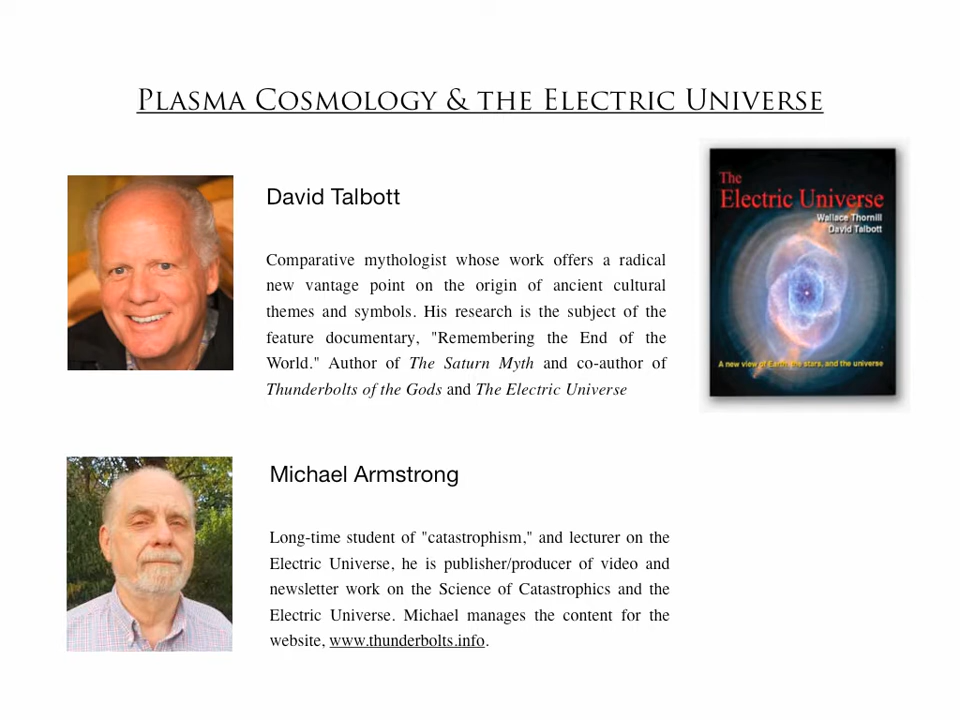 PLASMA COSMOLOGY & THE ELECTRIC UNIVERSE
David Talbott
Comparative mythologist whose work offers a radical
new vantage point on the origin of ancient cultural
themes and symbols. His research is the subject of the
feature documentary, "Remembering the End of the
World." Author of The Saturn Myth and co-author of
Thunderbolts of the Gods and The Electric Universe
The
Electric Universe
Wallace Thornill
David Talbott
A new view of Earth, the stars, and the universe
Michael Armstrong
Long-time student of "catastrophism," and lecturer on the
Electric Universe, he is publisher/producer of video and
newsletter work on the Science of Catastrophics and the
Electric Universe. Michael manages the content for the
website, www.thunderbolts.info.